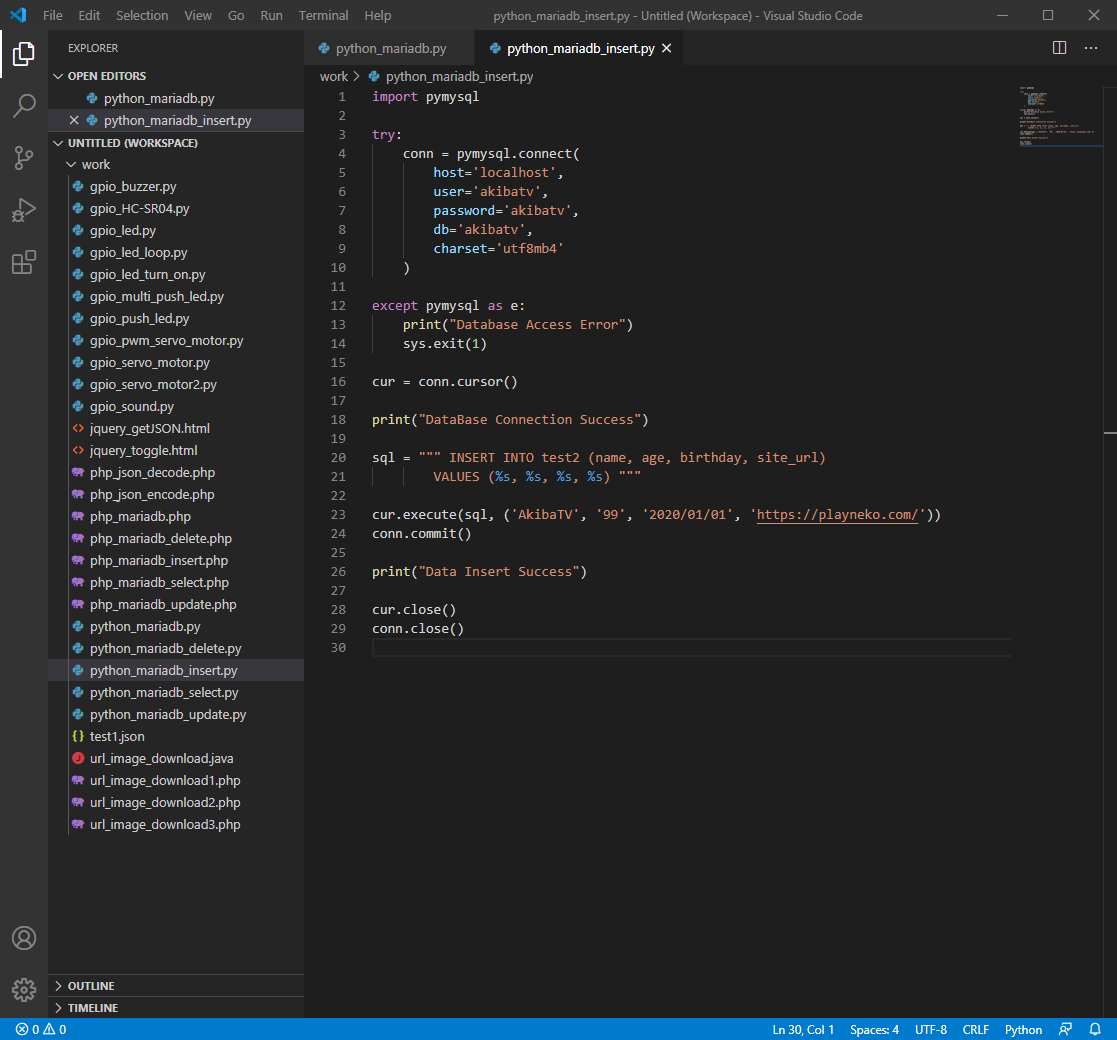 File Edit Selection View Go Run Terminal Help python_mariadb_insert.py - Untitled (Workspace) - Visual Studio Code
EXPLORER
OPEN EDITORS
python_mariadb.py
python_mariadb_insert.py
UNTITLED (WORKSPACE)
work
gpio_buzzer.py
gpio_HC-SR04.py
gpio_led.py
gpio_led_loop.py
gpio_led_turn_on.py
gpio_multi_push_led.py
gpio_push_led.py
gpio_pwm_servo_motor.py
gpio_servo_motor.py
gpio_servo_motor2.py
gpio_sound.py
jquery_getJSON.html
jquery_toggle.html
php_json_decode.php
php_json_encode.php
php_mariadb.php
php_mariadb_delete.php
php_mariadb_insert.php
php_mariadb_select.php
php_mariadb_update.php
python_mariadb.py
python_mariadb_delete.py
python_mariadb_insert.py
python_mariadb_select.py
python_mariadb_update.py
test1.json
url_image_download.java
url_image_download1.php
url_image_download2.php
url_image_download3.php
OUTLINE
TIMELINE
python_mariadb.py python_mariadb_insert.py
work > python_mariadb_insert.py
1 import pymysql
2
3 try:
4     conn = pymysql.connect(
5         host='localhost',
6         user='akibatv',
7         password='akibatv',
8         db='akibatv',
9         charset='utf8mb4'
10     )
11
12 except pymysql as e:
13     print("Database Access Error")
14     sys.exit(1)
15
16 cur = conn.cursor()
17
18 print("DataBase Connection Success")
19
20 sql = """ INSERT INTO test2 (name, age, birthday, site_url)
21         VALUES (%s, %s, %s, %s) """
22
23 cur.execute(sql, ('AkibaTV', '99', '2020/01/01', 'https://playneko.com/'))
24 conn.commit()
25
26 print("Data Insert Success")
27
28 cur.close()
29 conn.close()
30
0 0 Ln 30, Col 1 Spaces: 4 UTF-8 CRLF Python